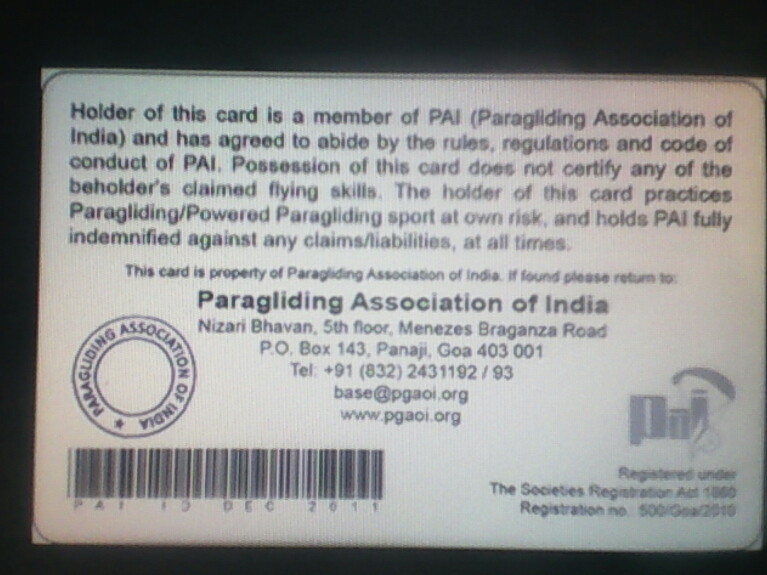 Holder of this card is a member of PAI (Paragliding Association of
India) and has agreed to abide by the rules, regulations and code of
conduct of PAI. Possession of this card does not certify any of the
beholder's claimed flying skills. The holder of this card practices
Paragliding/Powered Paragliding sport at own risk, and holds PAI fully
indemnified against any claims/liabilities, at all times.
This card is property of Paragliding Association of India. If found please return to:
Paragliding Association of India
Nizari Bhavan, 5th floor, Menezes Braganza Road
P.O. Box 143, Panaji, Goa 403 001
Tel: +91 (832) 2431192 / 93
base@pgaoi.org
www.pgaoi.org
PARAGLIDING ASSOCIATION OF INDIA ★
pai
PAI ID DEC 2011
Registered under
The Societies Registration Act 1860
Registration no. 500/Goa/2010